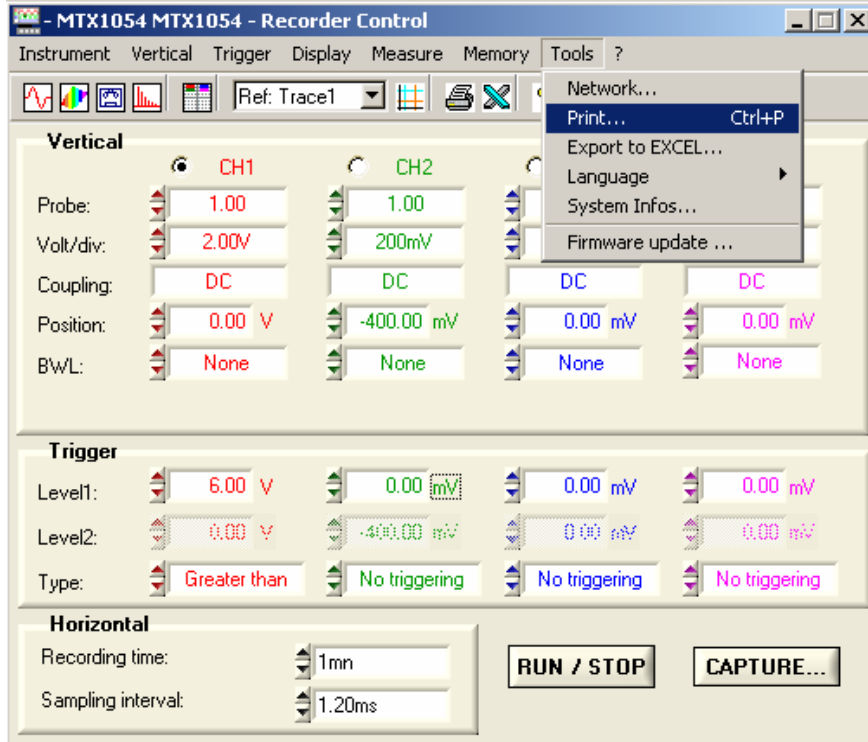 - MTX1054 MTX1054 - Recorder Control
Instrument Vertical Trigger Display Measure Memory Tools ?
Ref: Trace1
Network...
Print... Ctrl+P
Export to EXCEL...
Language
System Infos...
Firmware update ...
Vertical
CH1 CH2
Probe: 1.00 1.00
Volt/div: 2.00V 200mV
Coupling: DC DC DC DC
Position: 0.00 V -400.00 mV 0.00 mV 0.00 mV
BWL: None None None None
Trigger
Level1: 6.00 V 0.00 mV 0.00 mV 0.00 mV
Level2: 0.00 V -400.00 mV 0.00 mV 0.00 mV
Type: Greater than No triggering No triggering No triggering
Horizontal
Recording time: 1mn
Sampling interval: 1.20ms
RUN / STOP CAPTURE...